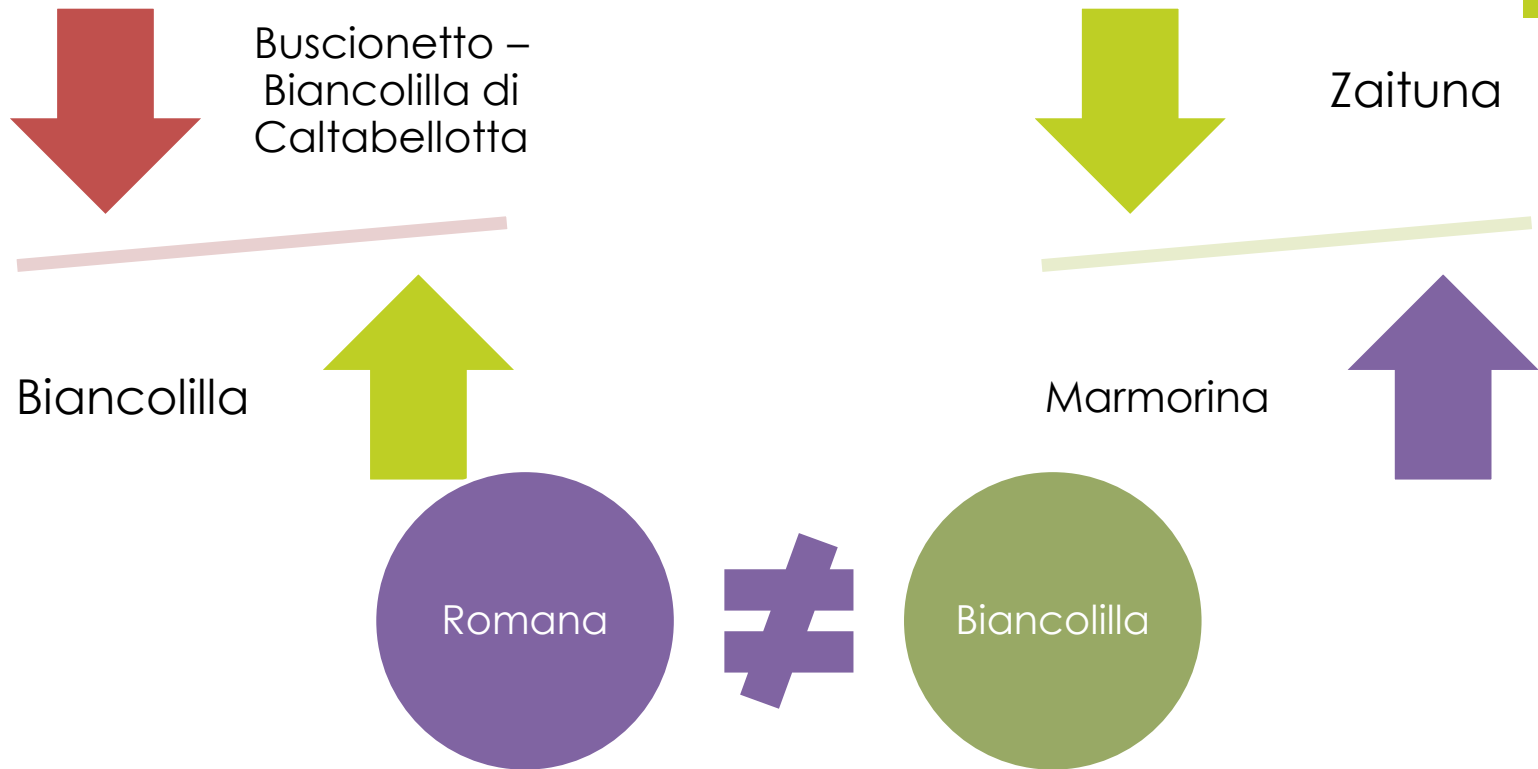 Buscionetto –
Biancolilla di
Caltabellotta
Biancolilla
Zaituna
Marmorina
Romana
≠
Biancolilla